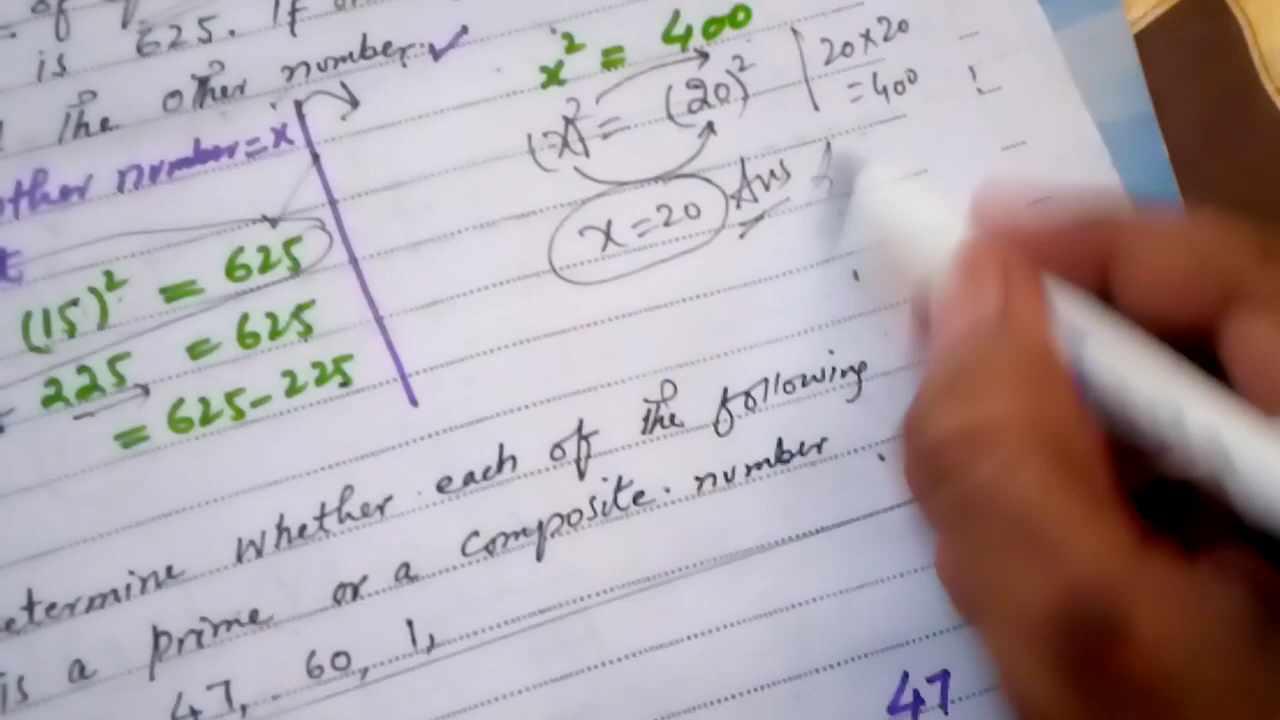 is 625. If
The other number. ✓
other number = x
(15)² = 625
225 = 625
= 625-225
x² = 400
(x)² = (20)²
20×20
= 400
x = 20 Ans
determine whether each of the following
is a prime or a composite. number
47, 60, 1,
47